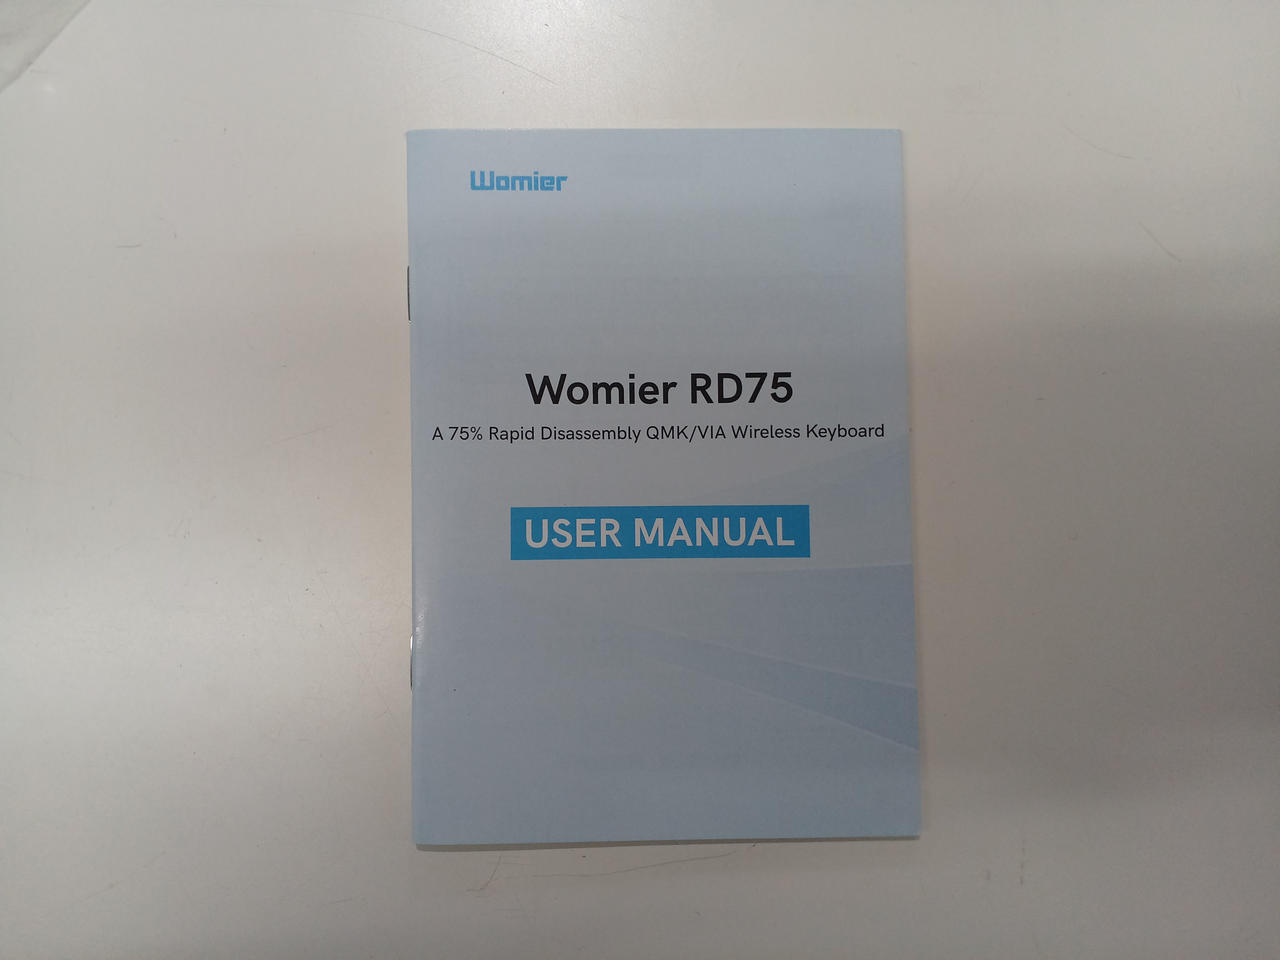 Womier
Womier RD75
A 75% Rapid Disassembly QMK/VIA Wireless Keyboard
USER MANUAL